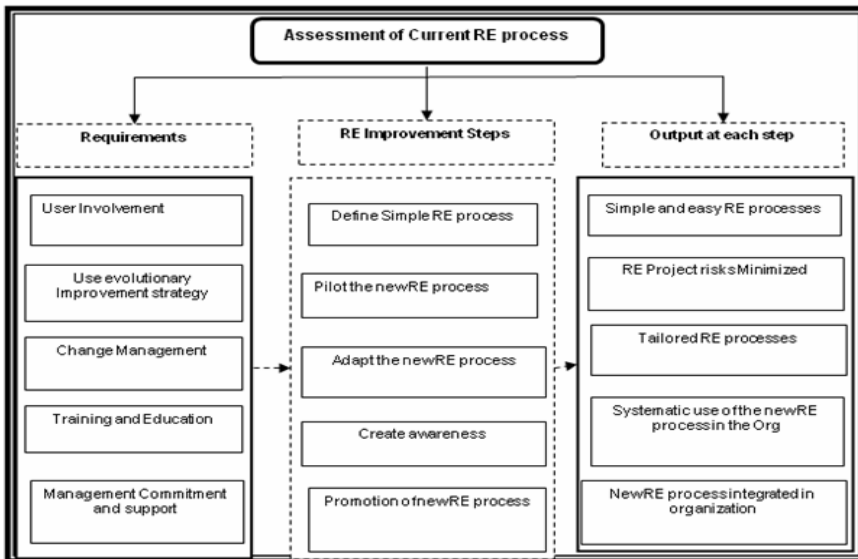 Assessment of Current RE process
Requirements
RE Improvement Steps
Output at each step
User Involvement
Use evolutionary
Improvement strategy
Change Management
Training and Education
Management Commitment
and support
Define Simple RE process
Pilot the newRE process
Adapt the newRE process
Create awareness
Promotion of newRE process
Simple and easy RE processes
RE Project risks Minimized
Tailored RE processes
Systematic use of the newRE
process in the Org
NewRE process integrated in
organization